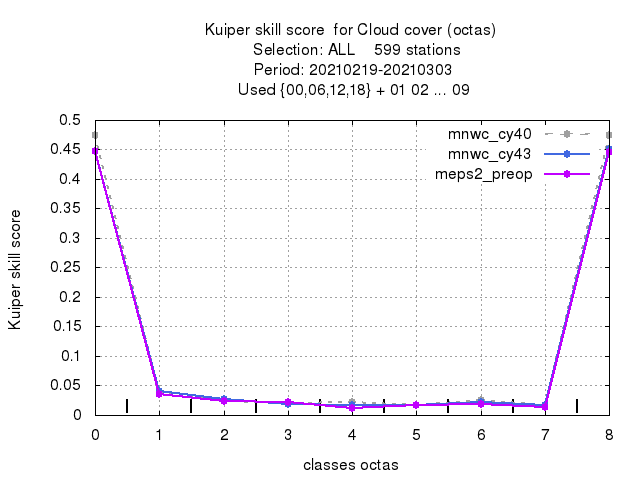 Kuiper skill score  for Cloud cover (octas)
Selection: ALL    599 stations
Period: 20210219-20210303
Used {00,06,12,18} + 01 02 ... 09
mnwc_cy40
mnwc_cy43
meps2_preop
0.5
0.45
0.4
0.35
0.3
0.25
0.2
0.15
0.1
0.05
0
Kuiper skill score
0 1 2 3 4 5 6 7 8
classes octas